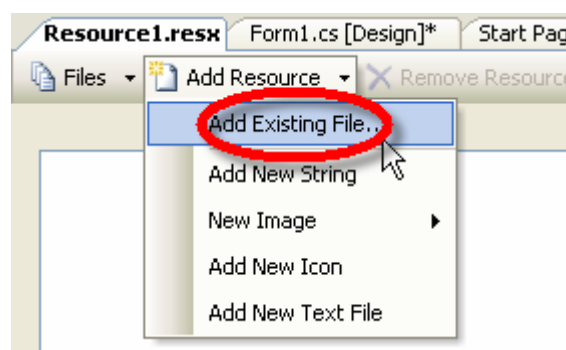 Resource1.resx Form1.cs [Design]* Start Pag
Files Add Resource Remove Resource
Add Existing File...
Add New String
New Image
Add New Icon
Add New Text File